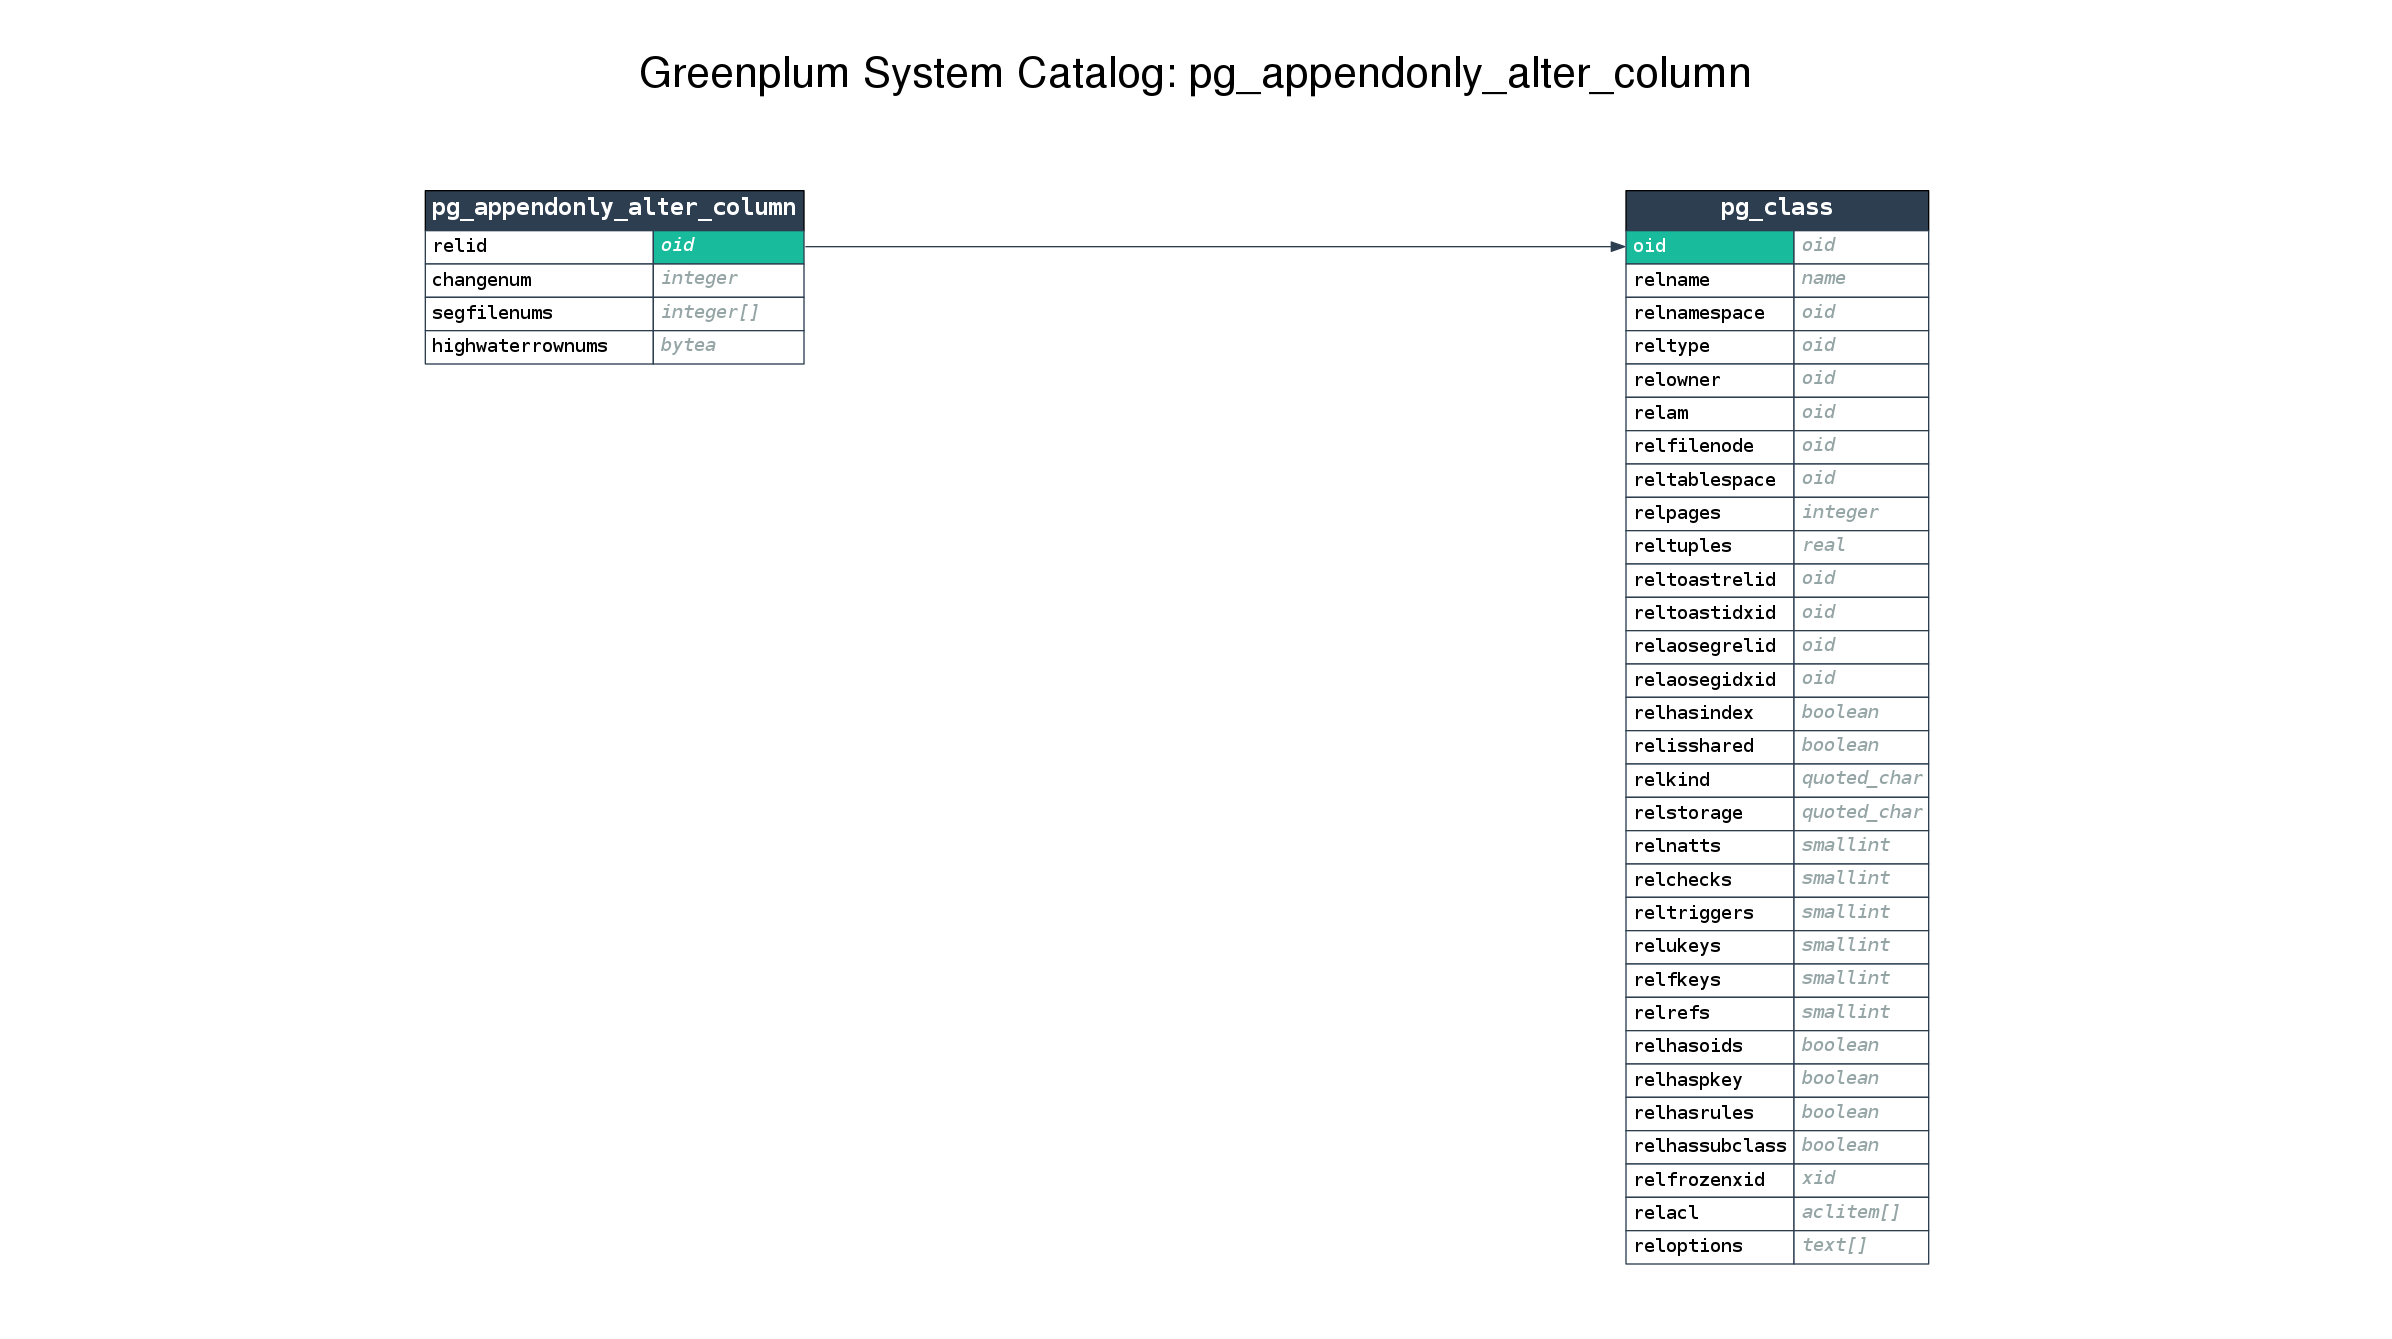 Greenplum System Catalog: pg_appendonly_alter_column
pg_appendonly_alter_column
relid oid
changenum integer
segfilenums integer[]
highwaterrownums bytea
pg_class
oid oid
relname name
relnamespace oid
reltype oid
relowner oid
relam oid
relfilenode oid
reltablespace oid
relpages integer
reltuples real
reltoastrelid oid
reltoastidxid oid
relaosegrelid oid
relaosegidxid oid
relhasindex boolean
relisshared boolean
relkind quoted_char
relstorage quoted_char
relnatts smallint
relchecks smallint
reltriggers smallint
relukeys smallint
relfkeys smallint
relrefs smallint
relhasoids boolean
relhaspkey boolean
relhasrules boolean
relhassubclass boolean
relfrozenxid xid
relacl aclitem[]
reloptions text[]